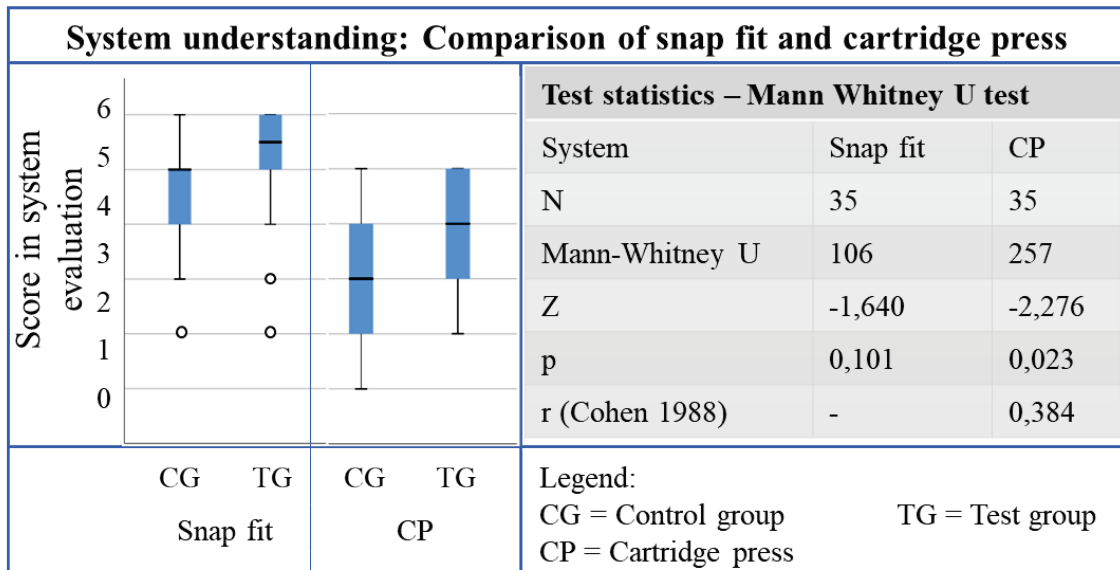 System understanding: Comparison of snap fit and cartridge press
Score in system
evaluation
6
5
4
3
2
1
0
CG TG CG TG
Snap fit CP
Test statistics – Mann Whitney U test
System Snap fit CP
N 35 35
Mann-Whitney U 106 257
Z -1,640 -2,276
p 0,101 0,023
r (Cohen 1988) - 0,384
Legend:
CG = Control group TG = Test group
CP = Cartridge press